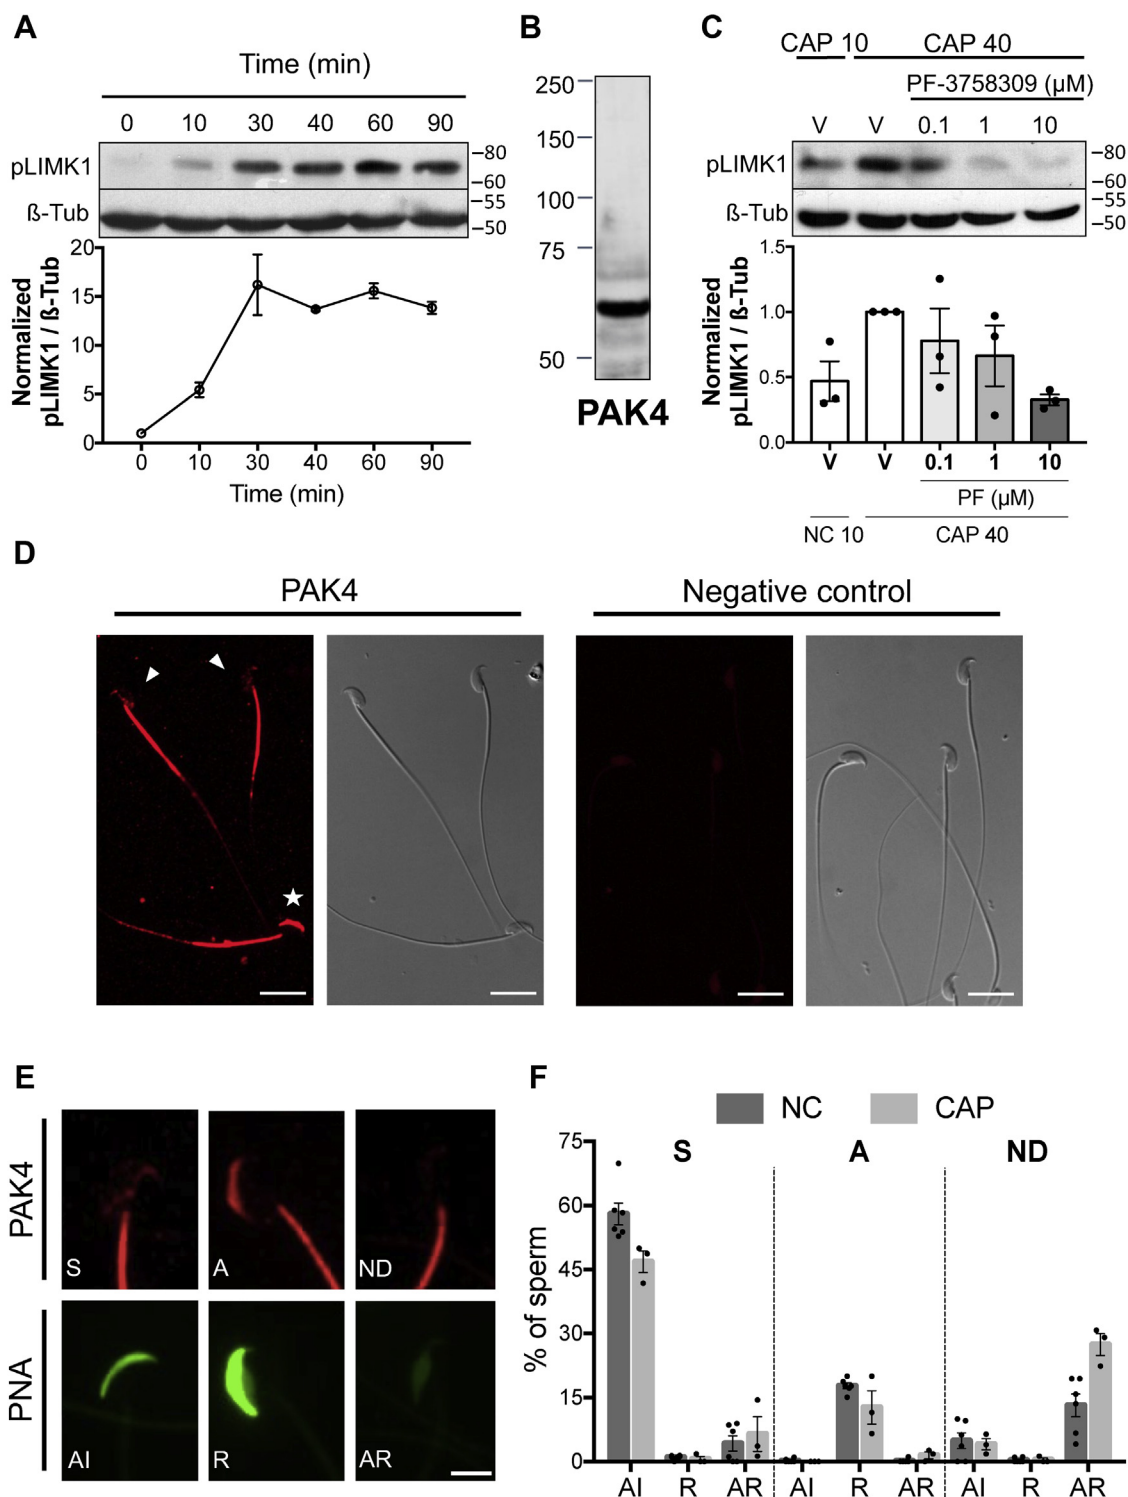 A
Time (min)
0 10 30 40 60 90
pLIMK1
–80
–60
ß-Tub
–55
–50
Normalized
pLIMK1 / ß-Tub
20
15
10
5
0
0 10 30 40 60 90
Time (min)
B
250
150
100
75
50
PAK4
C
CAP 10 CAP 40
PF-3758309 (µM)
V V 0.1 1 10
pLIMK1
–80
–60
ß-Tub
–55
–50
Normalized
pLIMK1 / ß-Tub
1.5
1.0
0.5
0.0
V V 0.1 1 10
PF (µM)
NC 10 CAP 40
D
PAK4 Negative control
E
PAK4
S A ND
PNA
AI R AR
F
NC CAP
% of sperm
75
60
45
30
15
0
S A ND
AI R AR AI R AR AI R AR